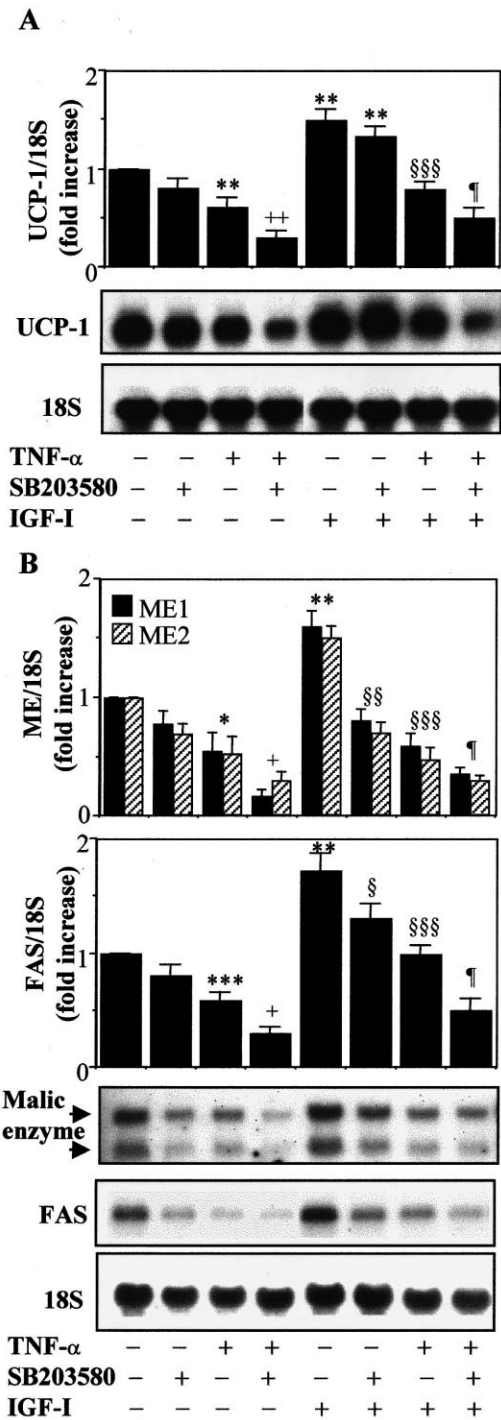 A
UCP-1/18S
(fold increase)
2
1
0
** ++ ** ** §§§ ¶
UCP-1
18S
TNF-α – – + + – – + +
SB203580 – + – + – + – +
IGF-I – – – – + + + +
B
ME/18S
(fold increase)
2
1
0
ME1
ME2
* + ** §§ §§§ ¶
FAS/18S
(fold increase)
2
1
0
*** + ** § §§§ ¶
Malic
enzyme
FAS
18S
TNF-α – – + + – – + +
SB203580 – + – + – + – +
IGF-I – – – – + + + +